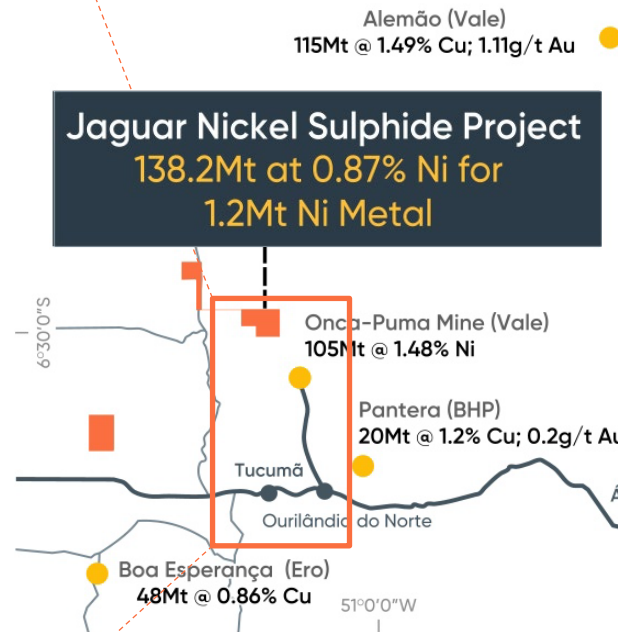 Alemão (Vale)
115Mt @ 1.49% Cu; 1.11g/t Au
Jaguar Nickel Sulphide Project
138.2Mt at 0.87% Ni for
1.2Mt Ni Metal
6°30'0"S
Onca-Puma Mine (Vale)
105Mt @ 1.48% Ni
Pantera (BHP)
20Mt @ 1.2% Cu; 0.2g/t Au
Tucumã
Ourilândia do Norte
Boa Esperança (Ero)
48Mt @ 0.86% Cu
51°0'0"W